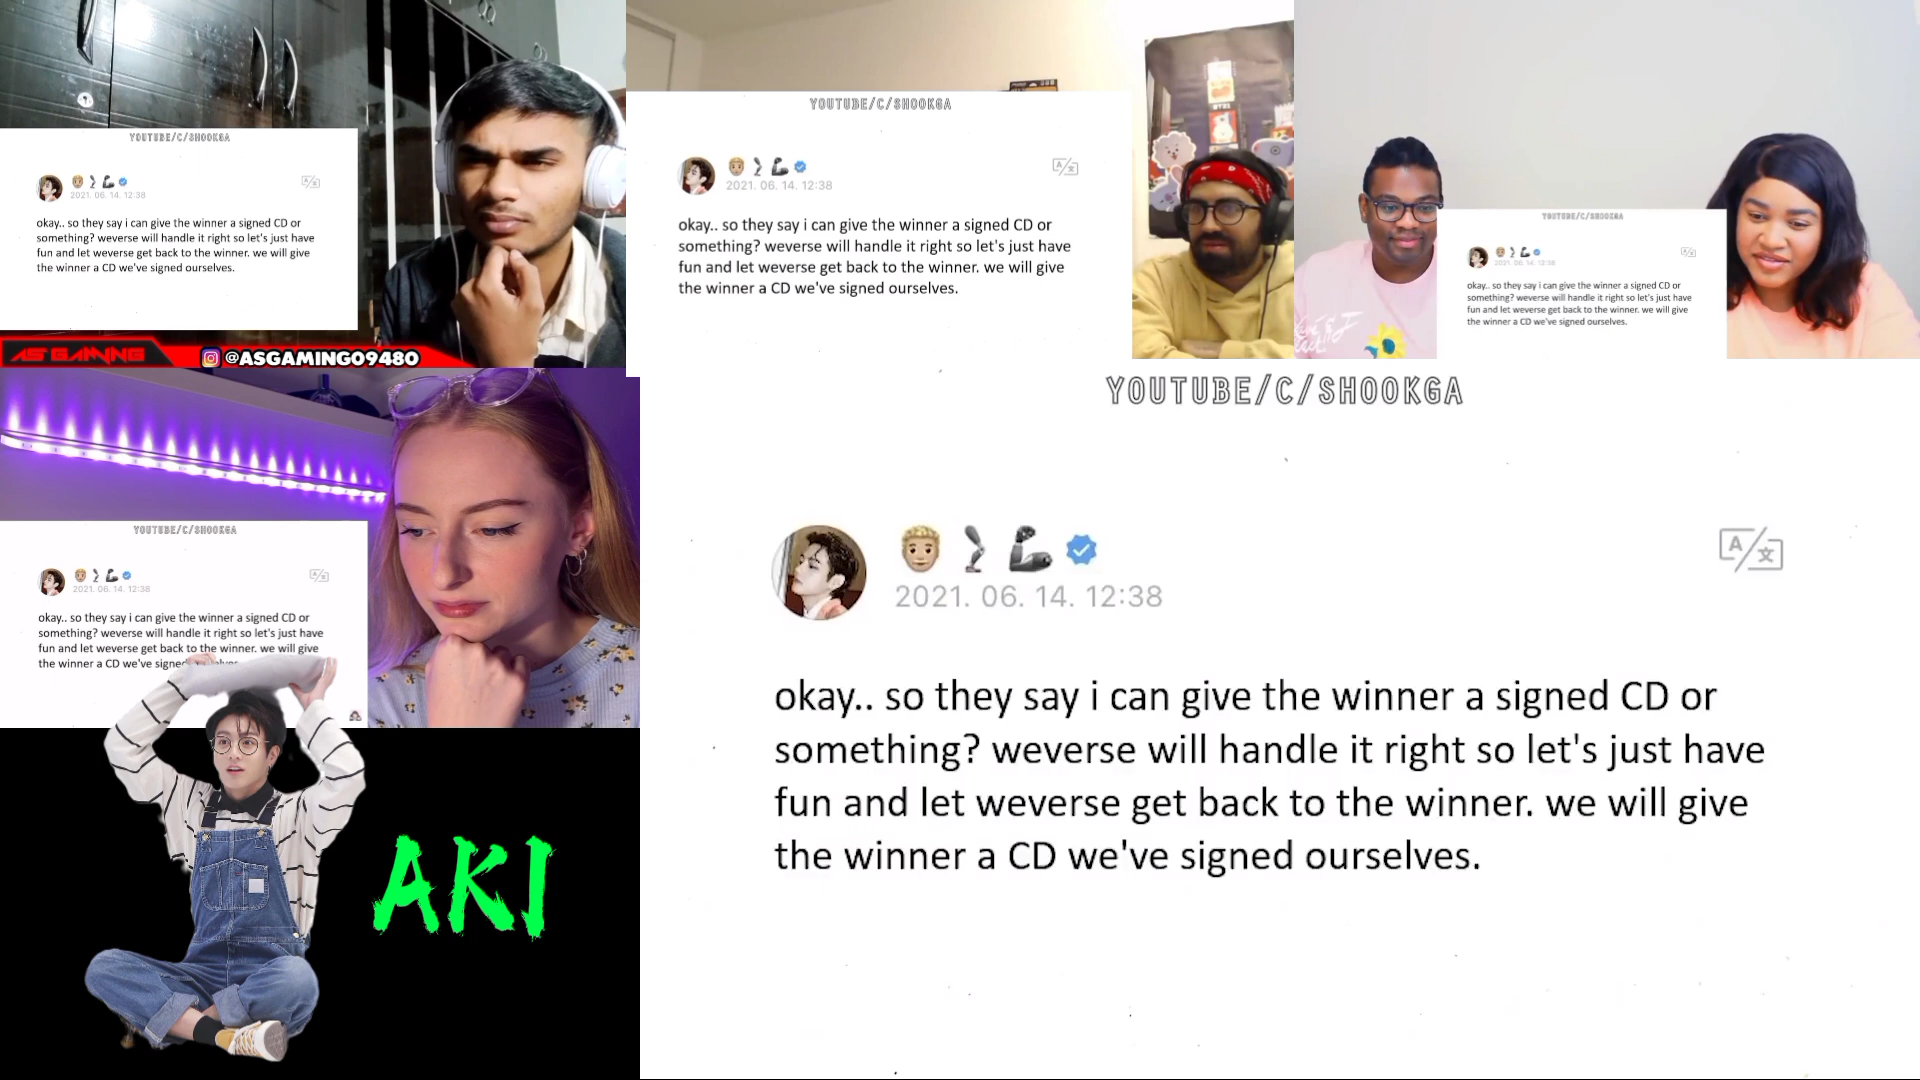 YOUTUBE/C/SHOOKGA
2021. 06. 14. 12:38
okay.. so they say i can give the winner a signed CD or
something? weverse will handle it right so let's just have
fun and let weverse get back to the winner. we will give
the winner a CD we've signed ourselves.
AS GAMING
@ASGAMING09480
YOUTUBE/C/SHOOKGA
2021. 06. 14. 12:38
okay.. so they say i can give the winner a signed CD or
something? weverse will handle it right so let's just have
fun and let weverse get back to the winner. we will give
the winner a CD we've signed ourselves.
YOUTUBE/C/SHOOKGA
2021. 06. 14. 12:38
okay.. so they say i can give the winner a signed CD or
something? weverse will handle it right so let's just have
fun and let weverse get back to the winner. we will give
the winner a CD we've signed ourselves.
YOUTUBE/C/SHOOKGA
2021. 06. 14. 12:38
okay.. so they say i can give the winner a signed CD or
something? weverse will handle it right so let's just have
fun and let weverse get back to the winner. we will give
the winner a CD we've signed
YOUTUBE/C/SHOOKGA
A/文
2021. 06. 14. 12:38
okay.. so they say i can give the winner a signed CD or
something? weverse will handle it right so let's just have
fun and let weverse get back to the winner. we will give
the winner a CD we've signed ourselves.
AKI